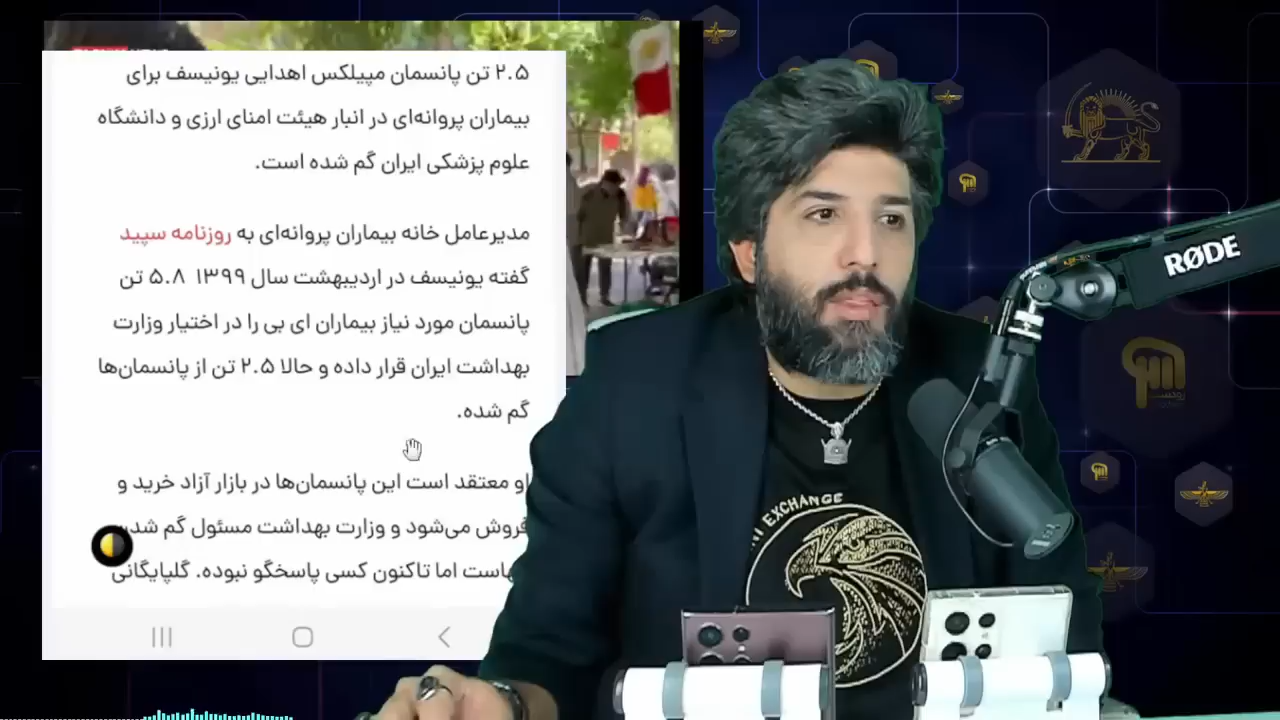 ۲.۵ تن پانسمان مپیلکس اهدایی یونیسف برای
بیماران پروانه‌ای در انبار هیئت امنای ارزی و دانشگاه
علوم پزشکی ایران گم شده است.
مدیرعامل خانه بیماران پروانه‌ای به روزنامه سپید
گفته یونیسف در اردیبهشت سال ۱۳۹۹ ۵.۸ تن
پانسمان مورد نیاز بیماران ای بی را در اختیار وزارت
بهداشت ایران قرار داده و حالا ۲.۵ تن از پانسمان‌ها
گم شده.
او معتقد است این پانسمان‌ها در بازار آزاد خرید و
فروش می‌شود و وزارت بهداشت مسئول گم شدن
اما تاکنون کسی پاسخگو نبوده. گلپایگانی
RØDE
EXCHANGE